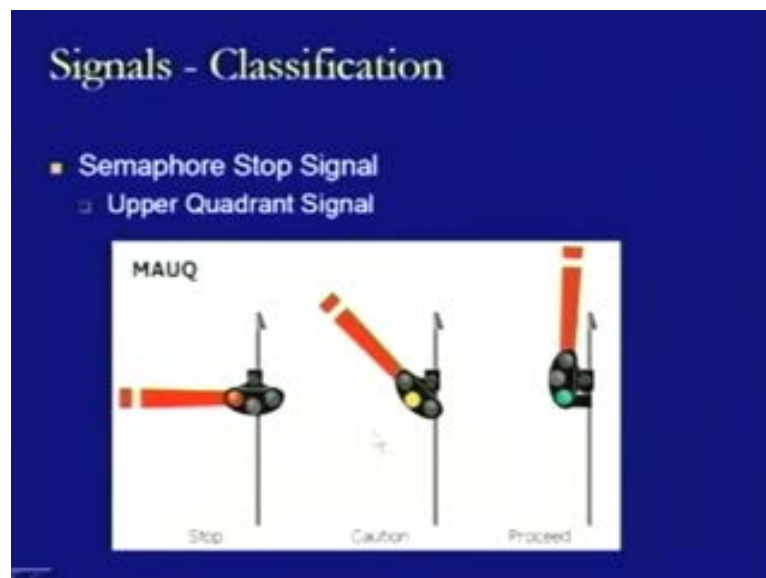 Signals - Classification
Semaphore Stop Signal
Upper Quadrant Signal
MAUQ
Stop
Caution
Proceed